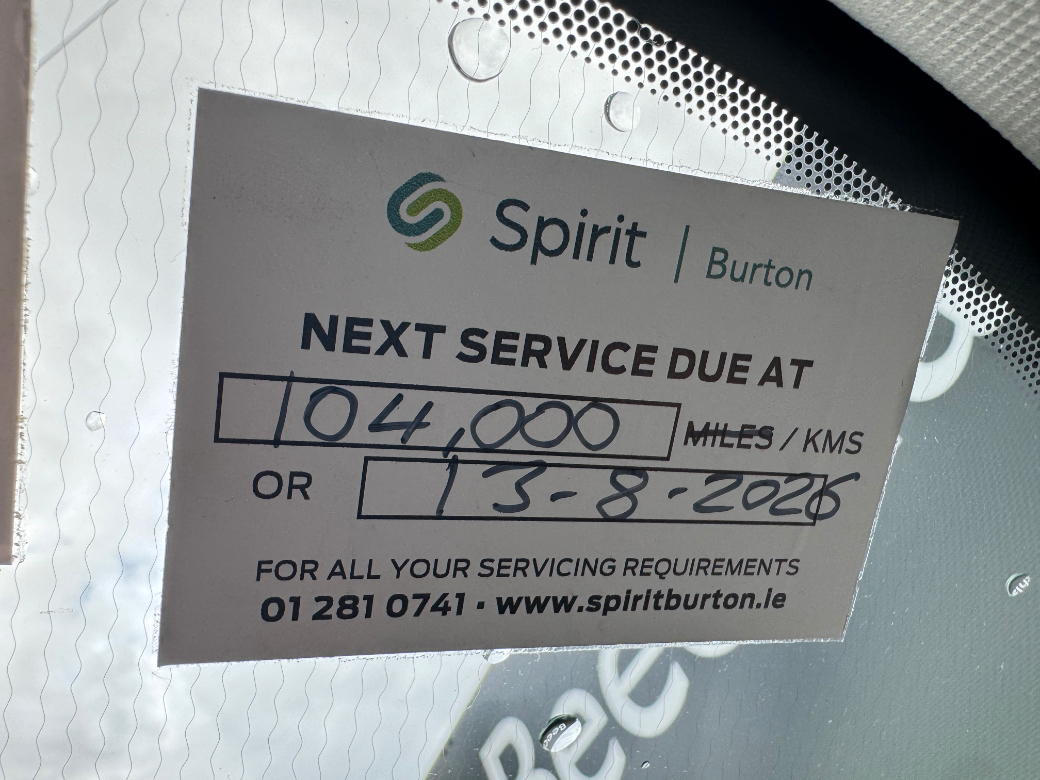 Spirit | Burton
NEXT SERVICE DUE AT
104,000 MILES / KMS
OR 13-8-2026
FOR ALL YOUR SERVICING REQUIREMENTS
01 281 0741 · www.spiritburton.ie